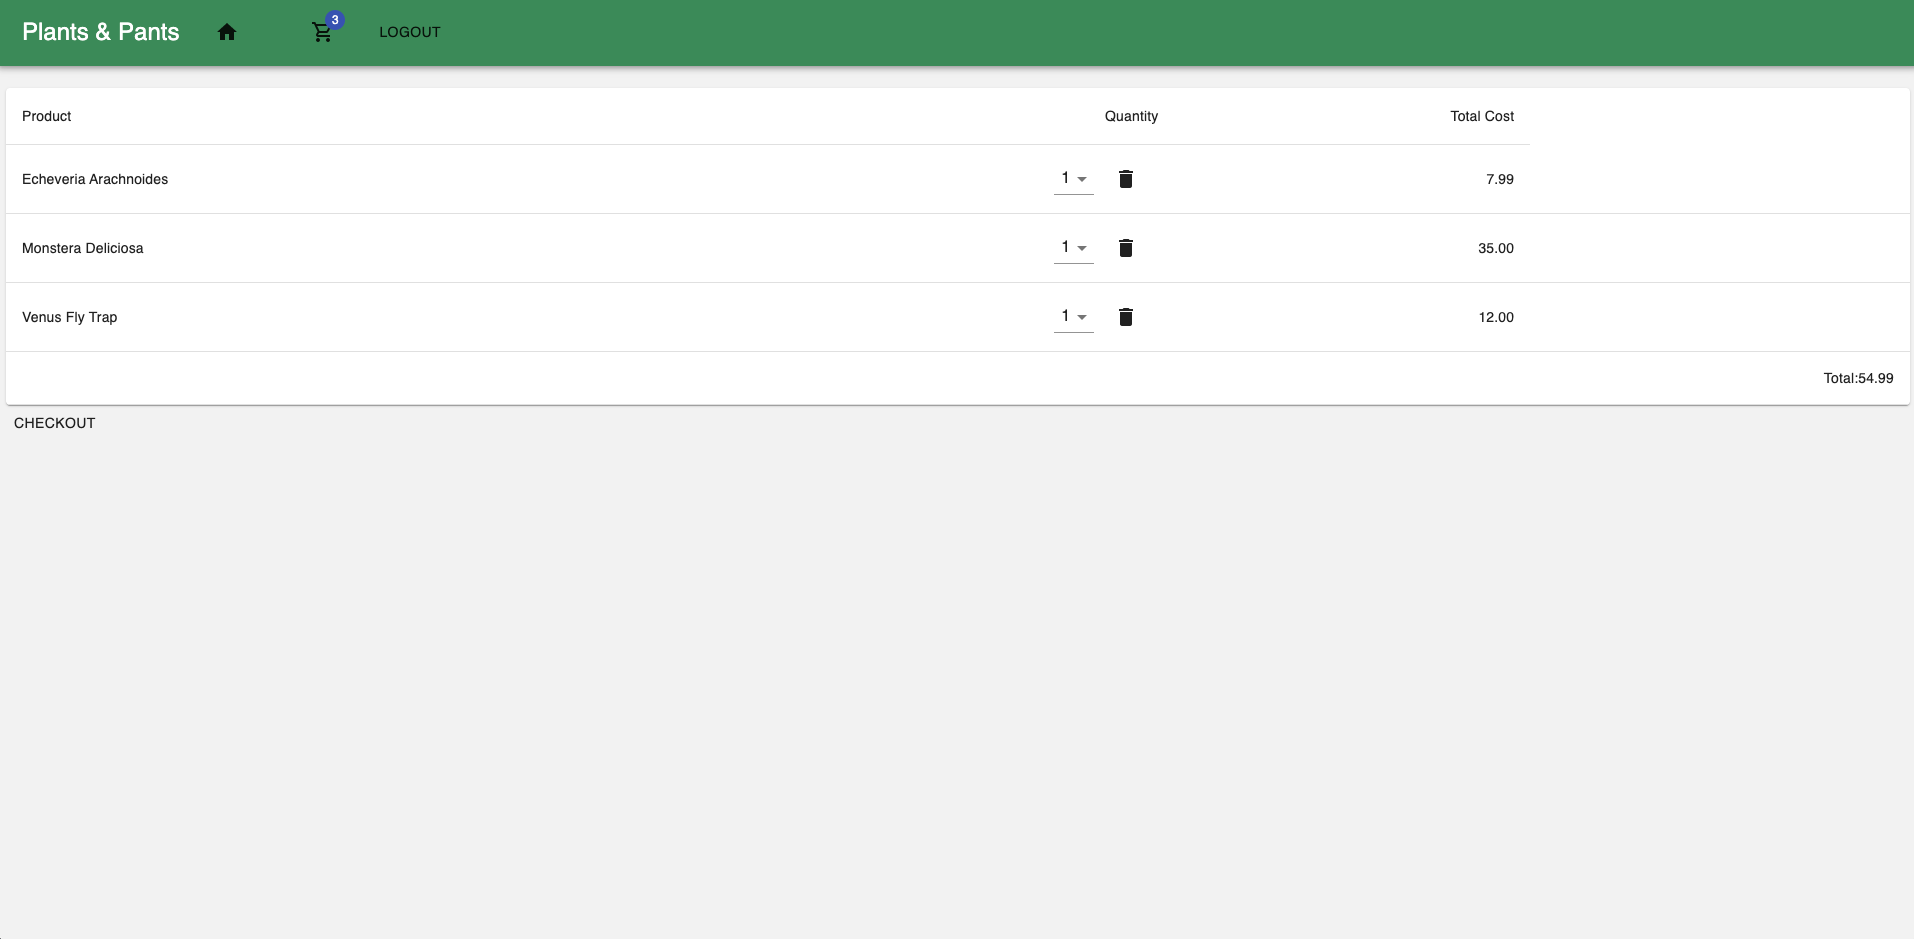 Plants & Pants 3 LOGOUT
Product Quantity Total Cost
Echeveria Arachnoides 1 7.99
Monstera Deliciosa 1 35.00
Venus Fly Trap 1 12.00
Total:54.99
CHECKOUT